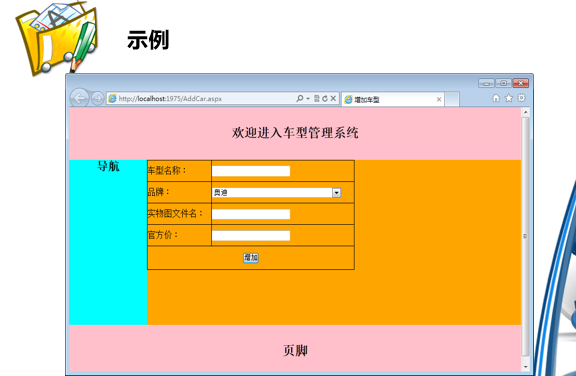 示例
http://localhost:1975/AddCar.aspx
增加车型
欢迎进入车型管理系统
导航
车型名称：
品牌：
奥迪
实物图文件名：
官方价：
增加
页脚